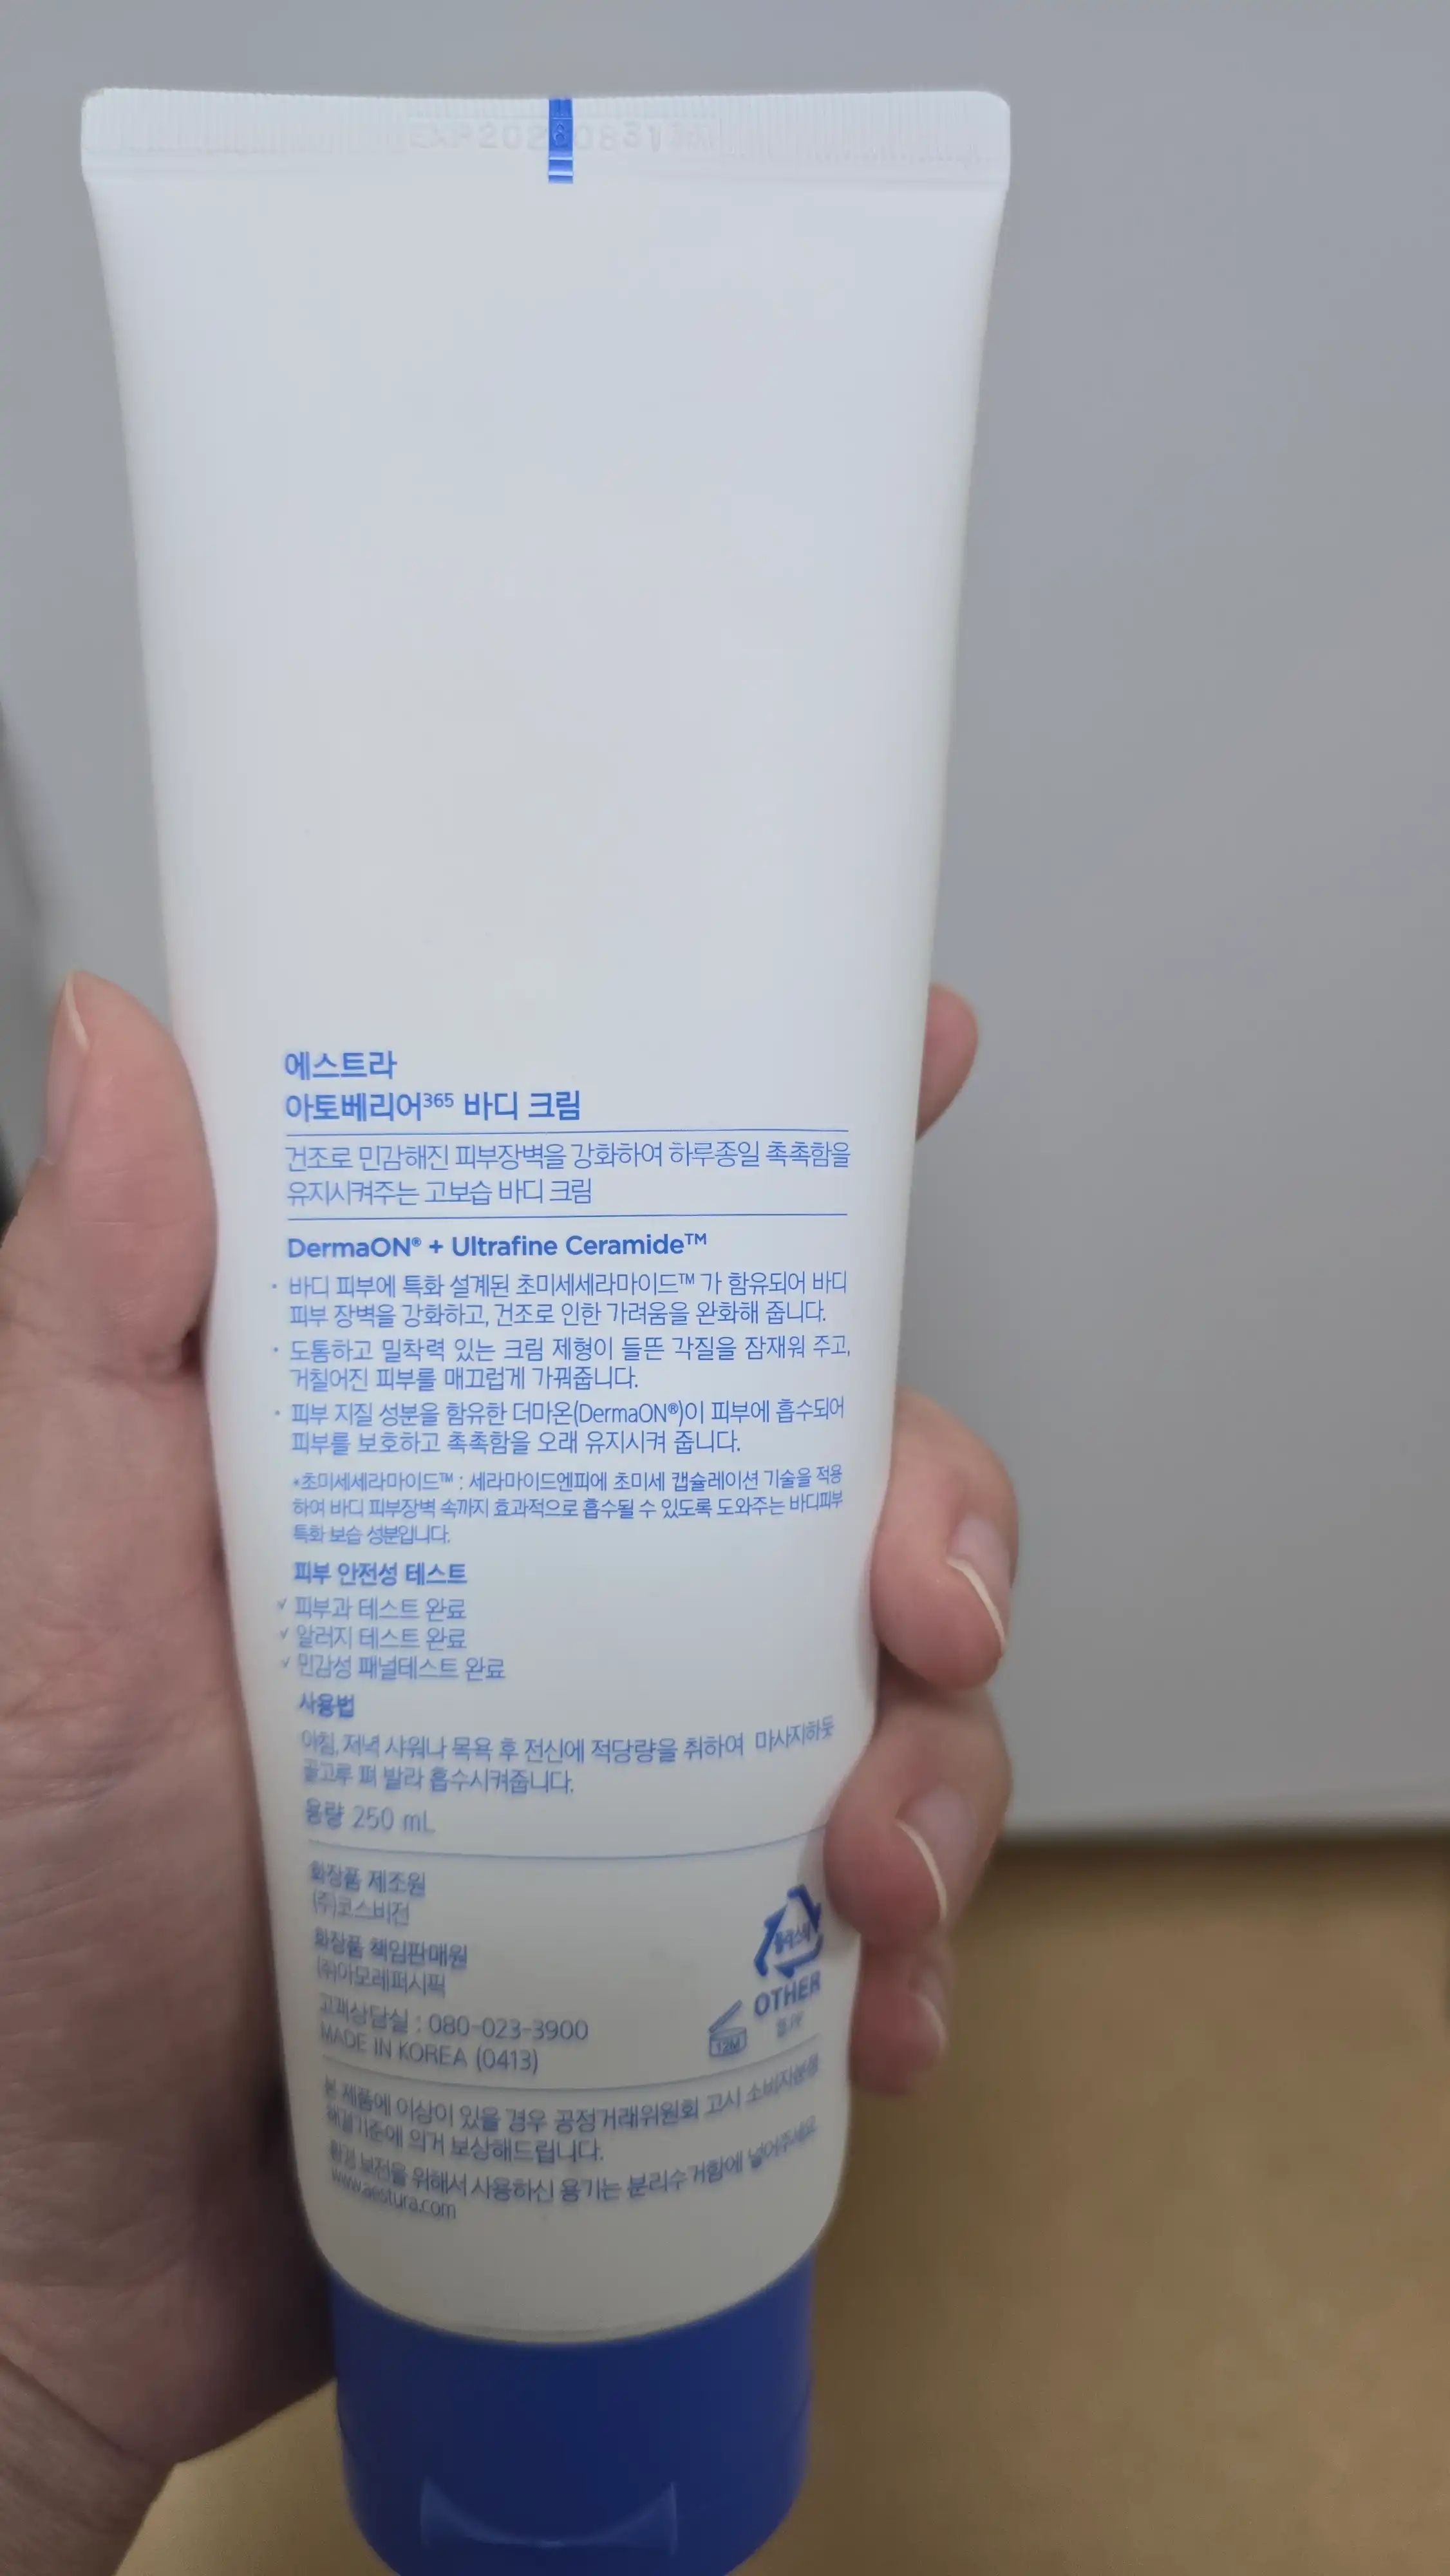 EXP 20260831
에스트라
아토베리어³⁶⁵ 바디 크림
건조로 민감해진 피부장벽을 강화하여 하루종일 촉촉함을
유지시켜주는 고보습 바디 크림
DermaON® + Ultrafine Ceramide™
· 바디 피부에 특화 설계된 초미세세라마이드™ 가 함유되어 바디
피부 장벽을 강화하고, 건조로 인한 가려움을 완화해 줍니다.
· 도톰하고 밀착력 있는 크림 제형이 들뜬 각질을 잠재워 주고,
거칠어진 피부를 매끄럽게 가꿔줍니다.
· 피부 지질 성분을 함유한 더마온(DermaON®)이 피부에 흡수되어
피부를 보호하고 촉촉함을 오래 유지시켜 줍니다.
*초미세세라마이드™ : 세라마이드엔피에 초미세 캡슐레이션 기술을 적용
하여 바디 피부장벽 속까지 효과적으로 흡수될 수 있도록 도와주는 바디피부
특화 보습 성분입니다.
피부 안전성 테스트
✓ 피부과 테스트 완료
✓ 알러지 테스트 완료
✓ 민감성 패널테스트 완료
사용법
아침, 저녁 샤워나 목욕 후 전신에 적당량을 취하여 마사지하듯
골고루 펴 발라 흡수시켜줍니다.
용량 250 mL
화장품 제조원
(주)코스비전
화장품 책임판매원
(주)아모레퍼시픽
고객상담실 : 080-023-3900
MADE IN KOREA (0413)
플라스틱
OTHER
12M
본 제품에 이상이 있을 경우 공정거래위원회 고시 소비자분쟁
해결기준에 의거 보상해드립니다.
환경 보전을 위해서 사용하신 용기는 분리수거함에 넣어주세요
www.aestura.com